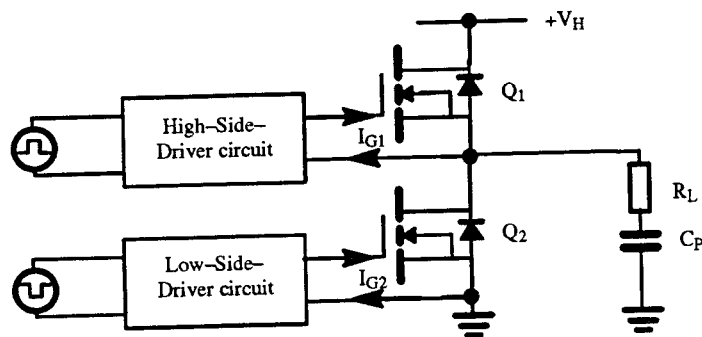 +V_H
Q_1
High–Side–
Driver circuit
I_G1
R_L
C_P
Q_2
Low–Side–
Driver circuit
I_G2